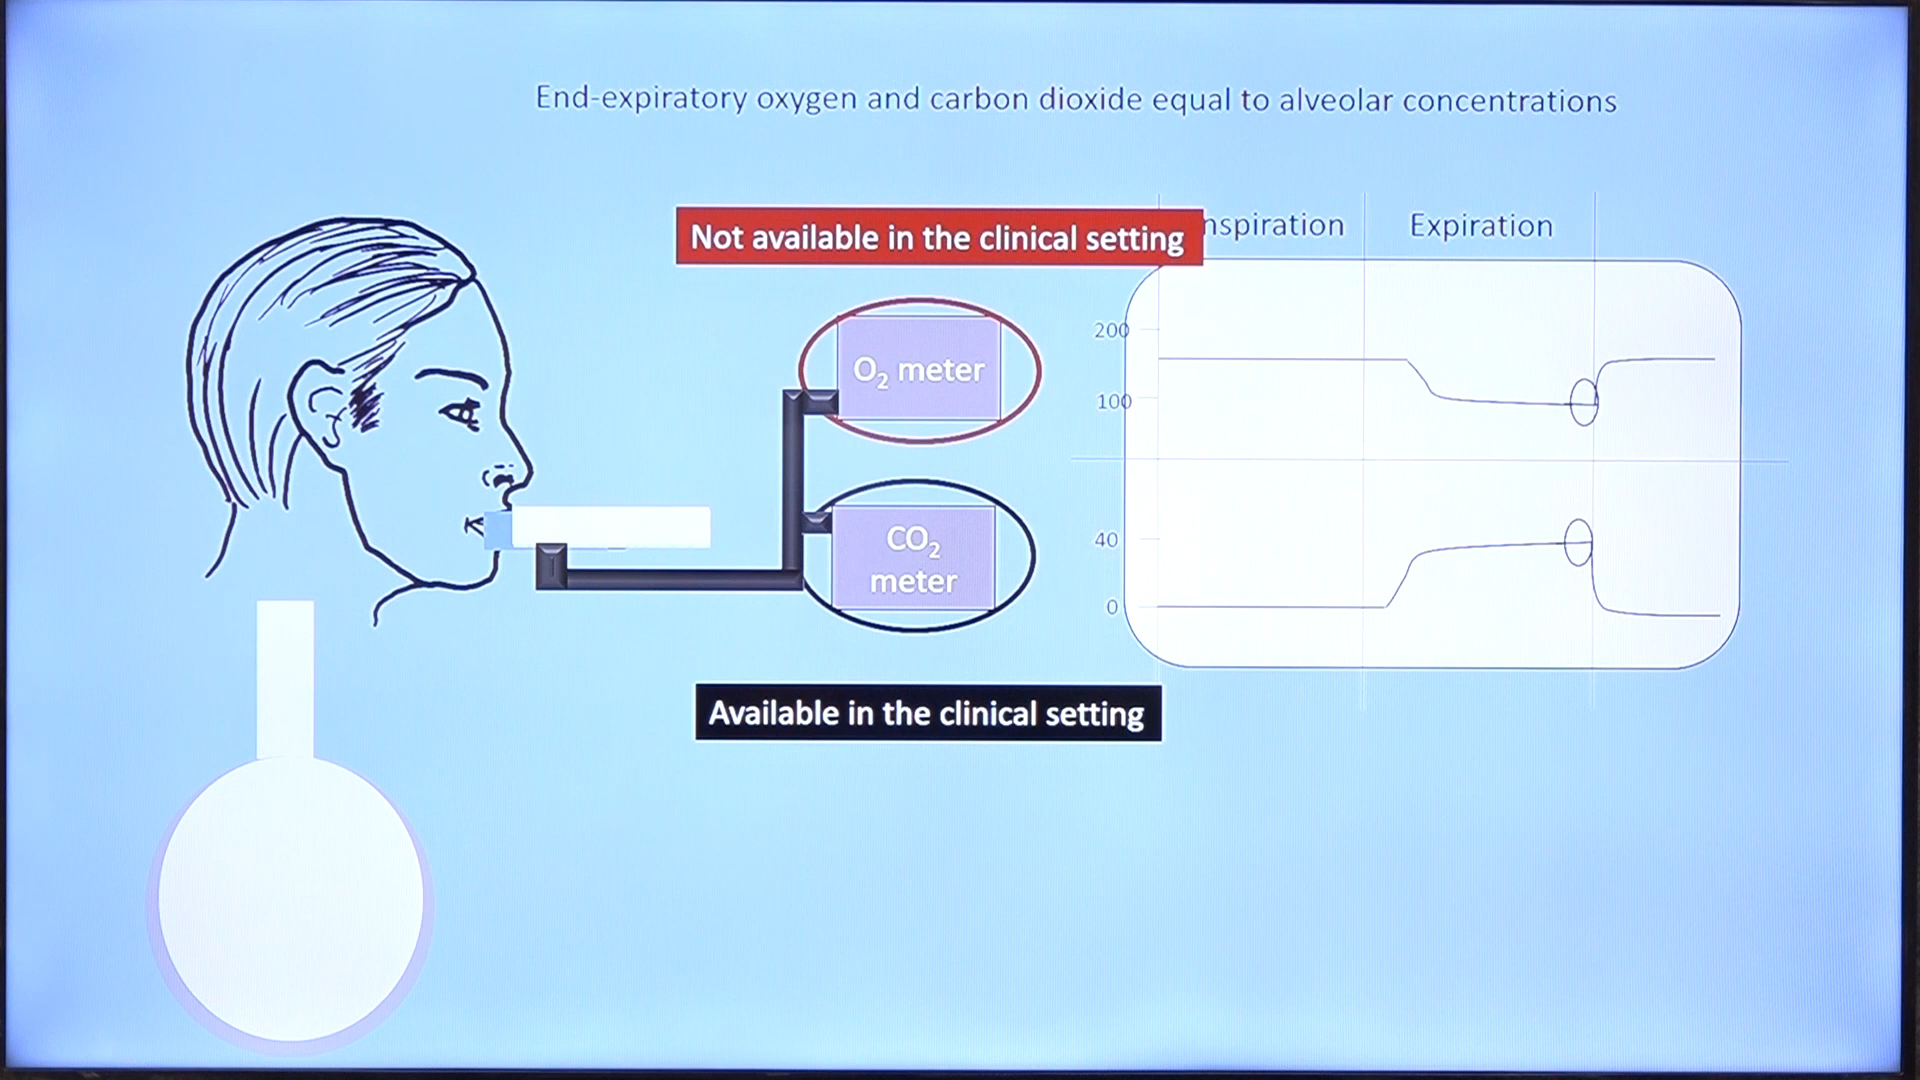 End-expiratory oxygen and carbon dioxide equal to alveolar concentrations
Not available in the clinical setting
nspiration
Expiration
O₂ meter
200
100
CO₂
meter
40
0
Available in the clinical setting